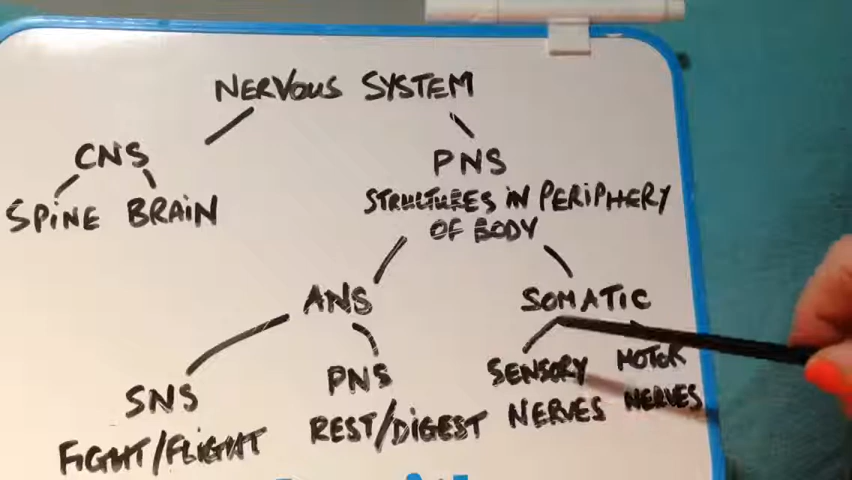 NERVOUS SYSTEM
CNS
PNS
SPINE BRAIN
STRUCTURES IN PERIPHERY
OF BODY
ANS
SOMATIC
SNS
FIGHT/FLIGHT
PNS
REST/DIGEST
SENSORY
NERVES
MOTOR
NERVES